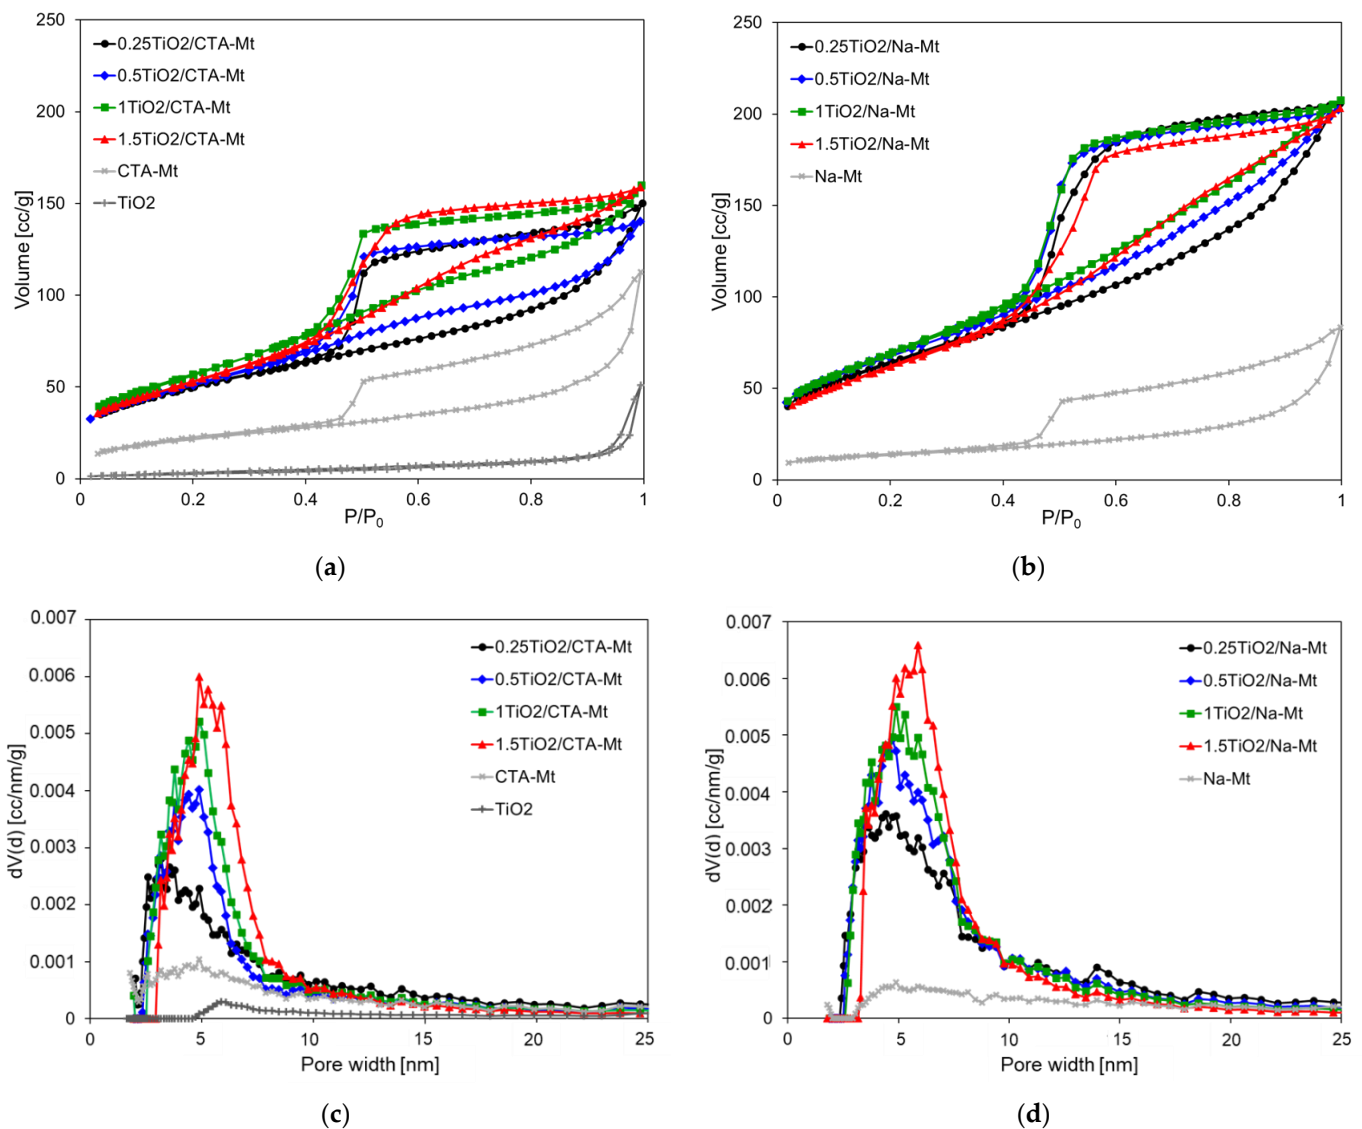 250
200
150
100
50
0
Volume [cc/g]
0.25TiO2/CTA-Mt
0.5TiO2/CTA-Mt
1TiO2/CTA-Mt
1.5TiO2/CTA-Mt
CTA-Mt
TiO2
0 0.2 0.4 0.6 0.8 1
P/P0
(a)
250
200
150
100
50
0
Volume [cc/g]
0.25TiO2/Na-Mt
0.5TiO2/Na-Mt
1TiO2/Na-Mt
1.5TiO2/Na-Mt
Na-Mt
0 0.2 0.4 0.6 0.8 1
P/P0
(b)
0.007
0.006
0.005
0.004
0.003
0.002
0.001
0
dV(d) [cc/nm/g]
0.25TiO2/CTA-Mt
0.5TiO2/CTA-Mt
1TiO2/CTA-Mt
1.5TiO2/CTA-Mt
CTA-Mt
TiO2
0 5 10 15 20 25
Pore width [nm]
(c)
0.007
0.006
0.005
0.004
0.003
0.002
0.001
0
dV(d) [cc/nm/g]
0.25TiO2/Na-Mt
0.5TiO2/Na-Mt
1TiO2/Na-Mt
1.5TiO2/Na-Mt
Na-Mt
0 5 10 15 20 25
Pore width [nm]
(d)